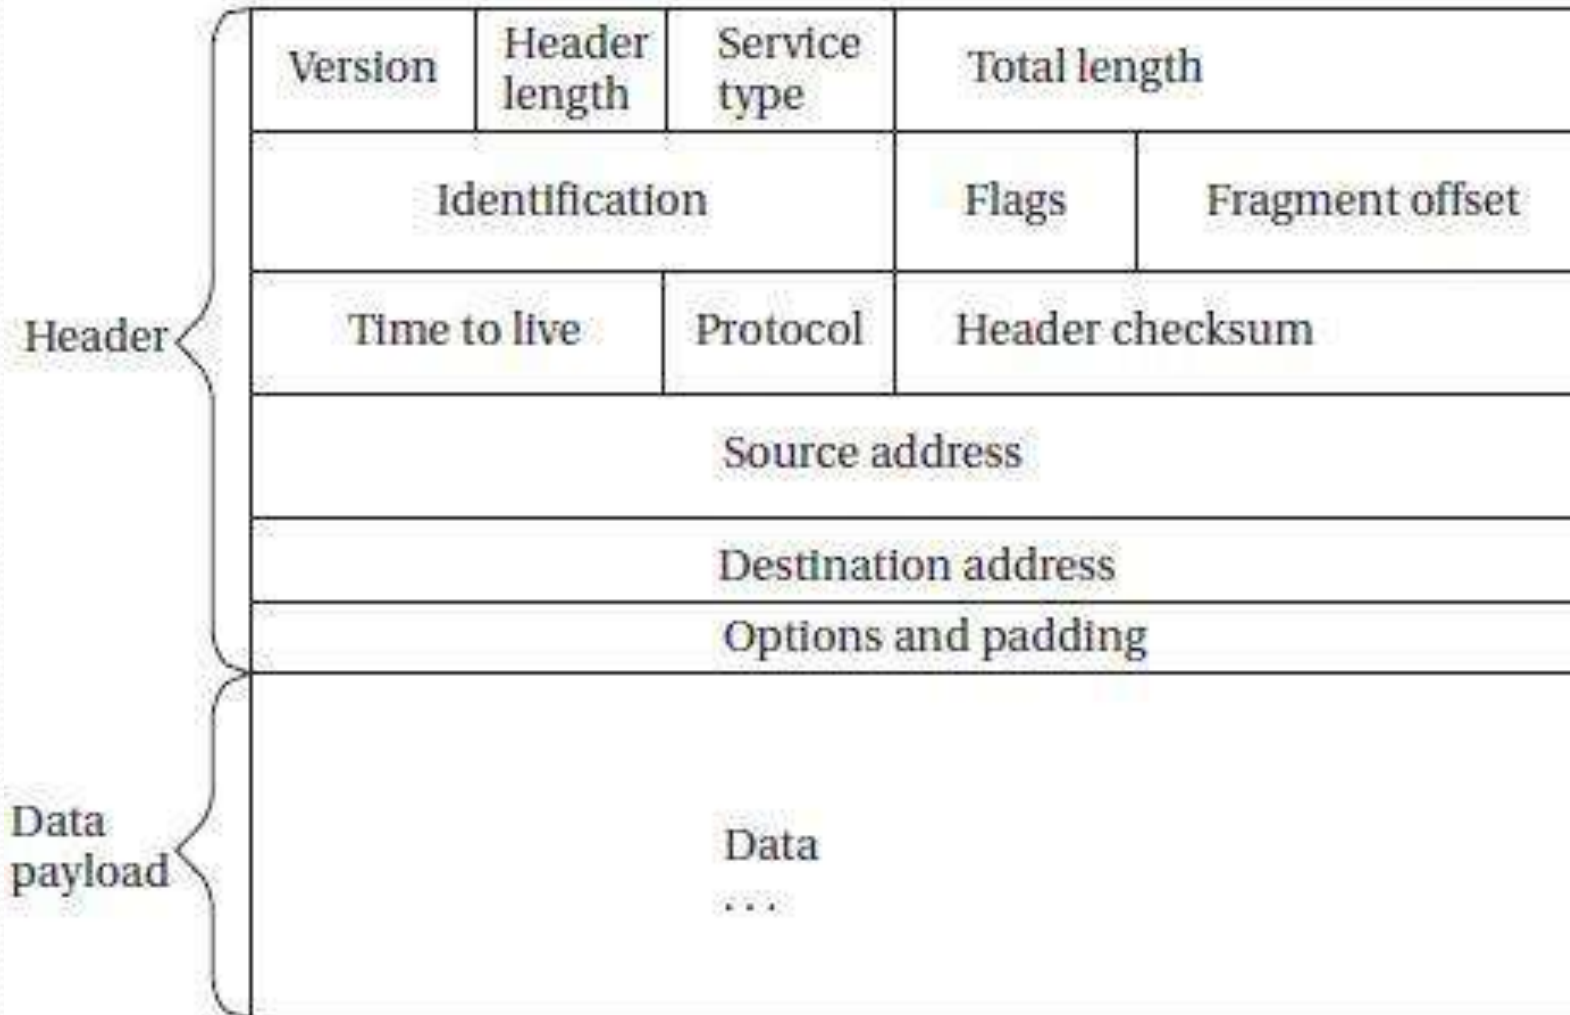 Version
Header
length
Service
type
Total length
Identification
Flags
Fragment offset
Header
Time to live
Protocol
Header checksum
Source address
Destination address
Options and padding
Data
payload
Data
. . .